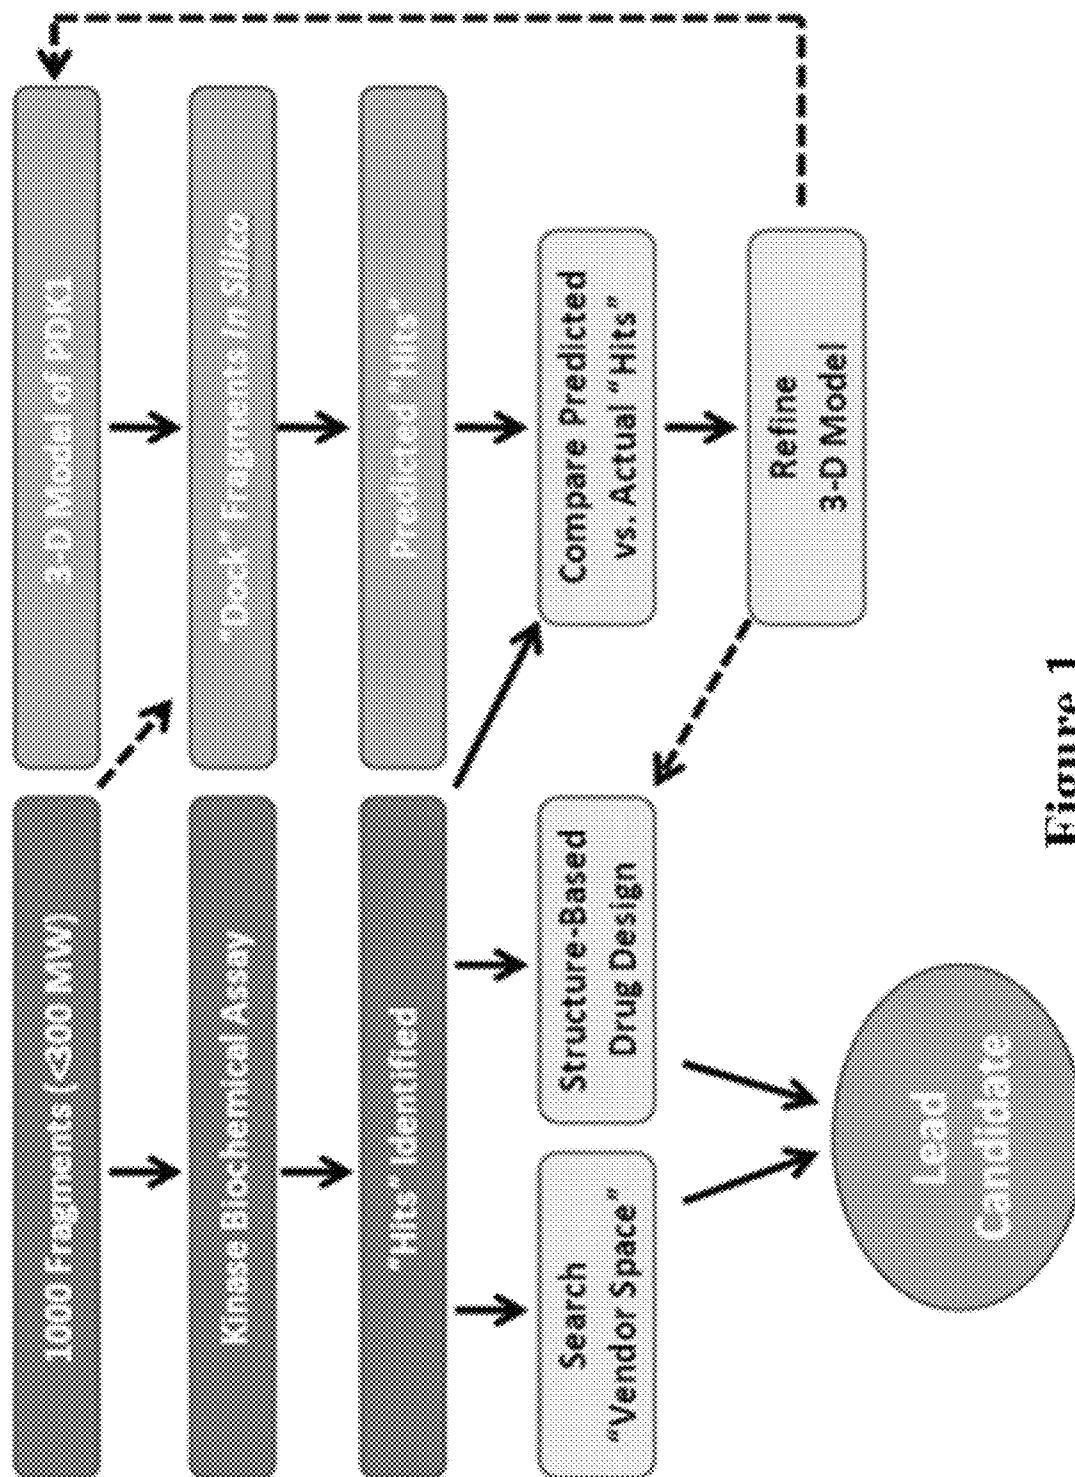 1000 Fragments (<300 MW)
3-D Model of PDK1
Kinase Biochemical Assay
"Dock" Fragments In Silico
"Hits" Identified
Predicted "Hits"
Search
"Vendor Space"
Structure-Based
Drug Design
Compare Predicted
vs. Actual "Hits"
Lead
Candidate
Refine
3-D Model
Figure 1